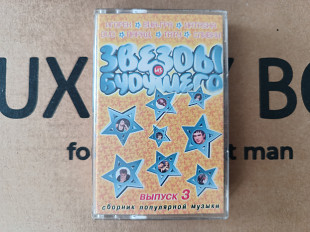 ЗВЕЗДЫ
ИЗ
БУДУЩЕГО
UX
Y BO
fo
t man
ВЫПУСК 3
сборник популярной музыки